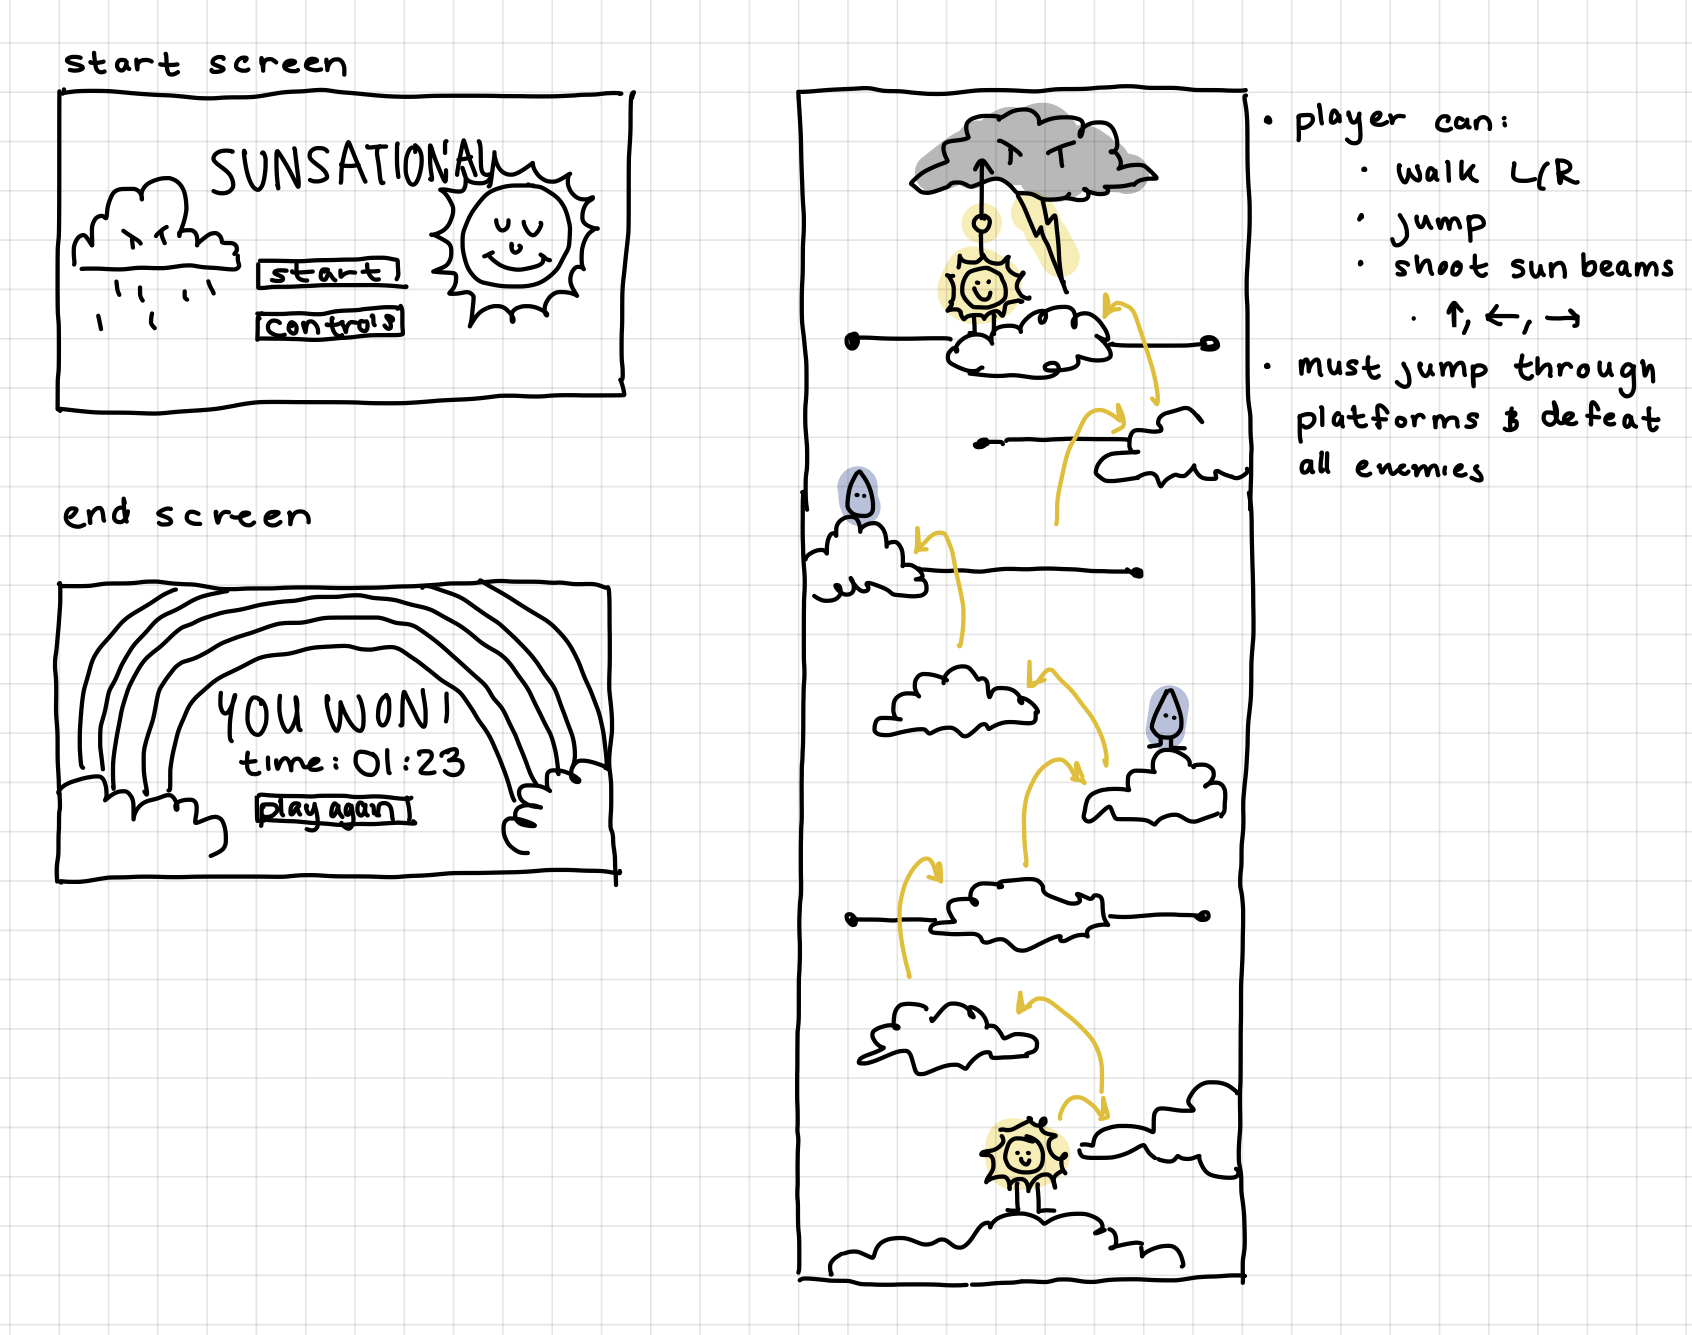 start screen
SUNSATIONAL
start
controls
end screen
YOU WON!
time: 01:23
play again
• player can:
• walk L/R
• jump
• shoot sun beams
• ↑, ←, →
• must jump through
platforms & defeat
all enemies